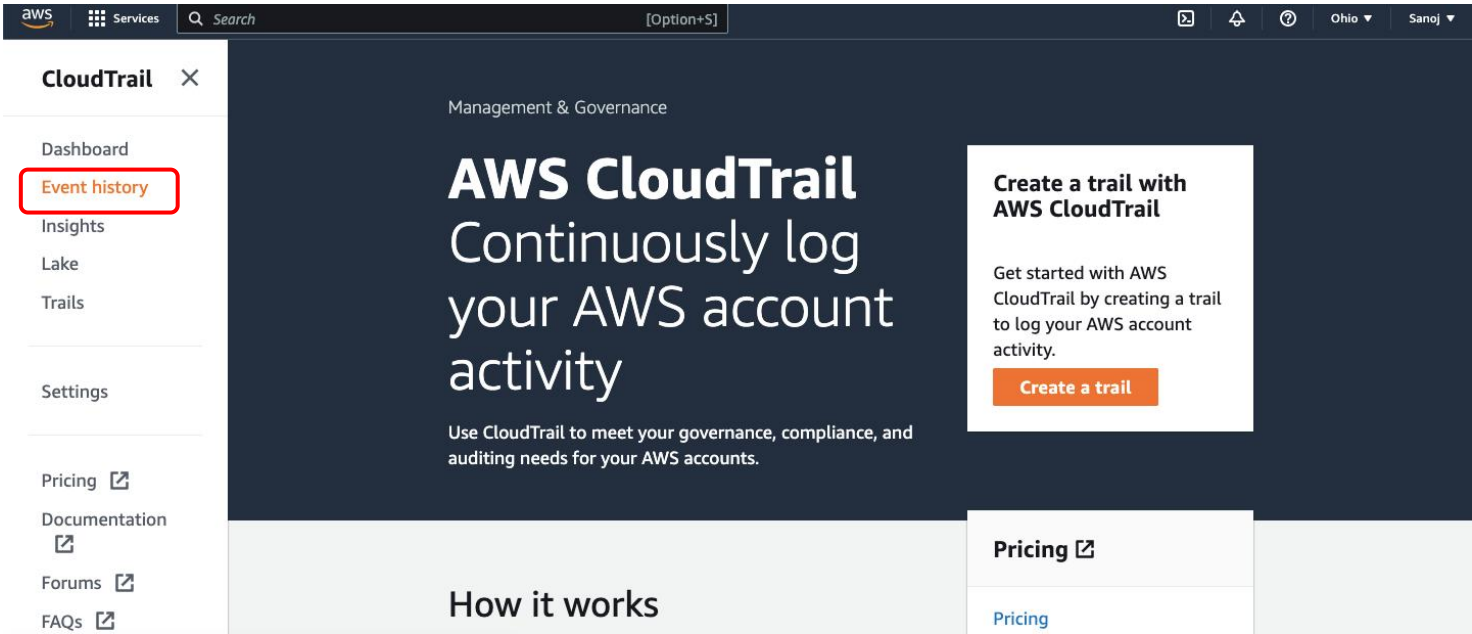 aws
Services
Search
[Option+S]
Ohio ▼
Sanoj ▼
CloudTrail
Dashboard
Event history
Insights
Lake
Trails
Settings
Pricing
Documentation
Forums
FAQs
Management & Governance
AWS CloudTrail
Continuously log
your AWS account
activity
Use CloudTrail to meet your governance, compliance, and
auditing needs for your AWS accounts.
Create a trail with
AWS CloudTrail
Get started with AWS
CloudTrail by creating a trail
to log your AWS account
activity.
Create a trail
How it works
Pricing
Pricing